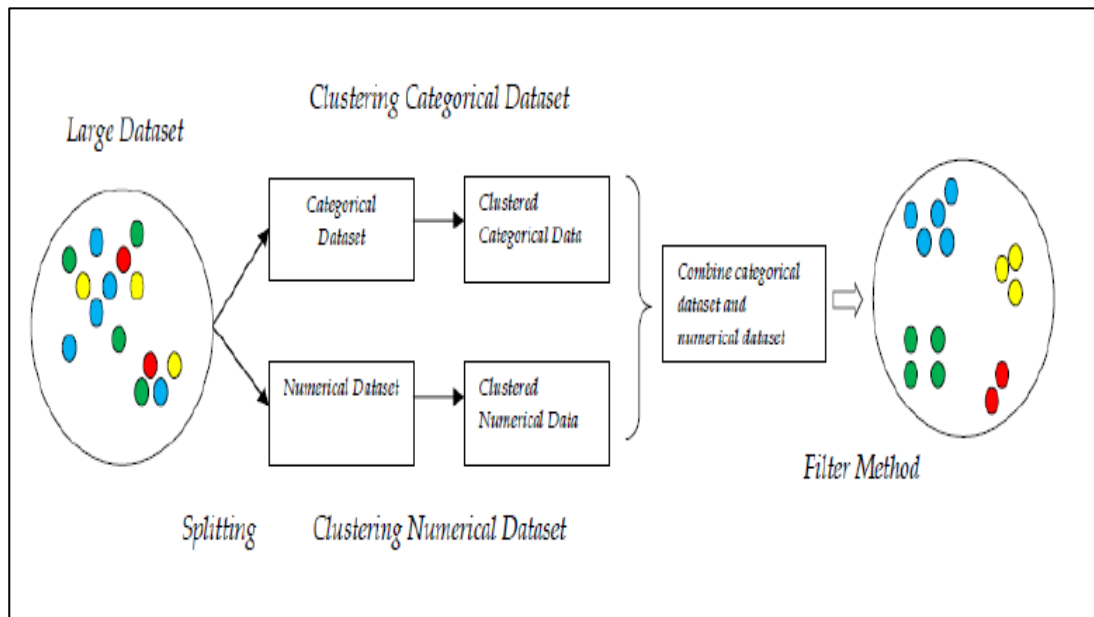 Clustering Categorical Dataset
Large Dataset
Categorical
Dataset
Clustered
Categorical Data
Combine categorical
dataset and
numerical dataset
Numerical Dataset
Clustered
Numerical Data
Filter Method
Splitting
Clustering Numerical Dataset